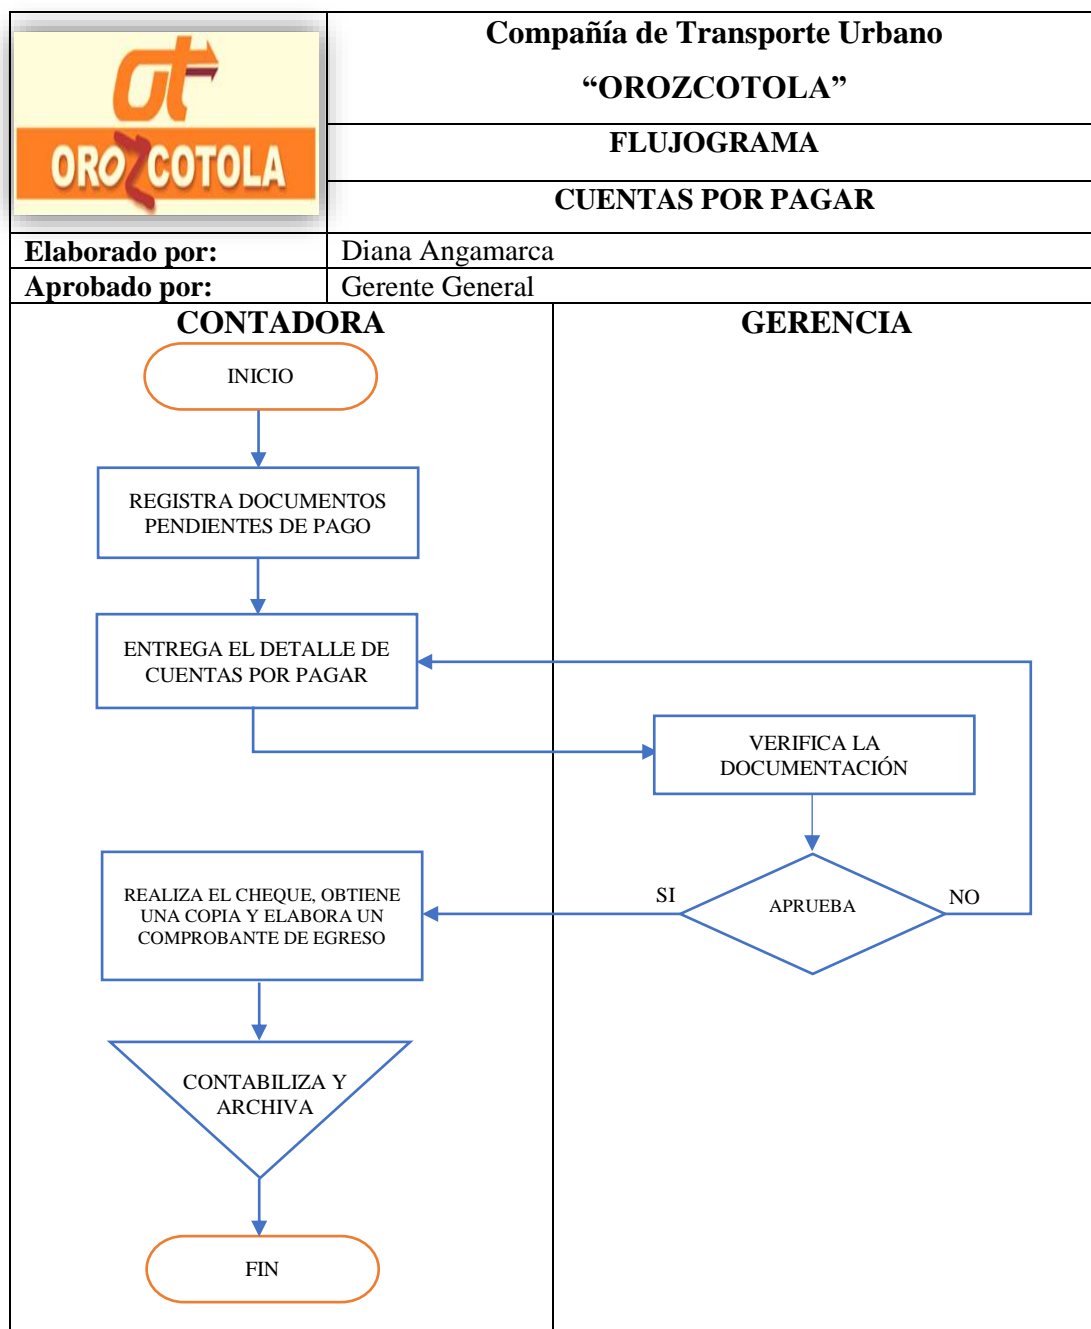 OROZCOTOLA
Compañía de Transporte Urbano
“OROZCOTOLA”
FLUJOGRAMA
CUENTAS POR PAGAR
Elaborado por: Diana Angamarca
Aprobado por: Gerente General
CONTADORA
GERENCIA
INICIO
REGISTRA DOCUMENTOS
PENDIENTES DE PAGO
ENTREGA EL DETALLE DE
CUENTAS POR PAGAR
VERIFICA LA
DOCUMENTACIÓN
APRUEBA
SI
NO
REALIZA EL CHEQUE, OBTIENE
UNA COPIA Y ELABORA UN
COMPROBANTE DE EGRESO
CONTABILIZA Y
ARCHIVA
FIN